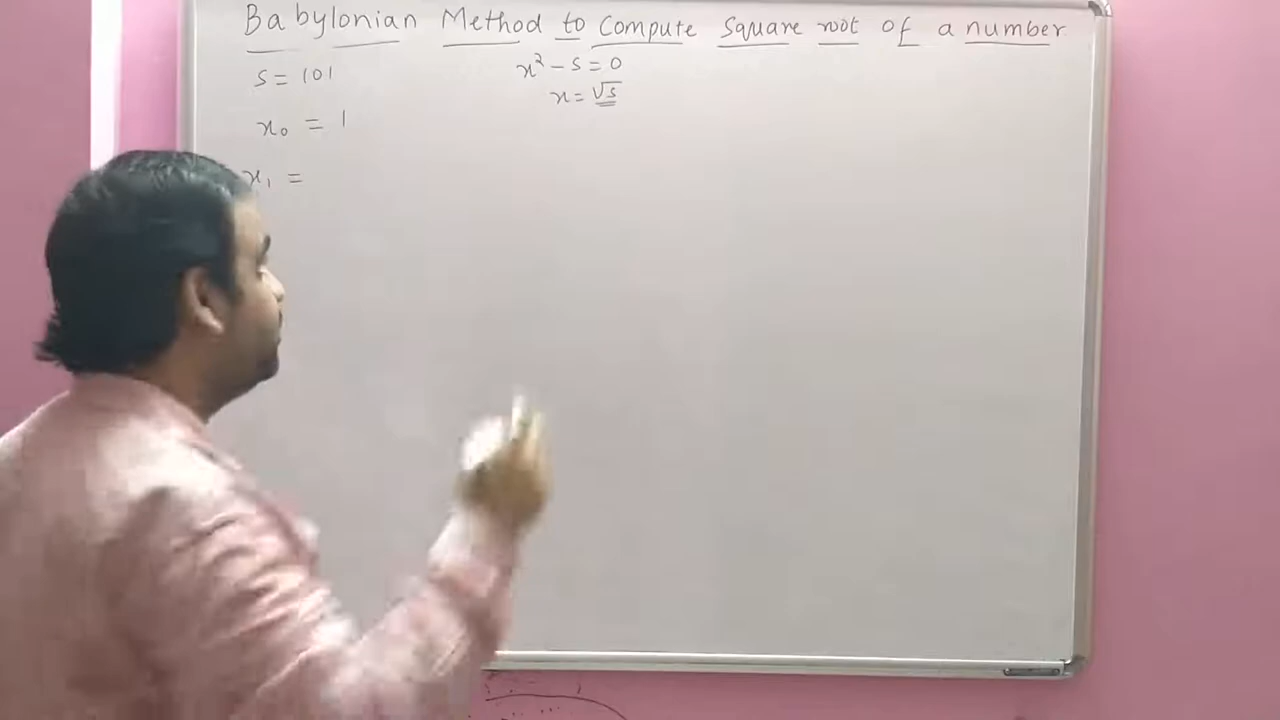 Babylonian Method to Compute Square root of a number
S = 101
x² - S = 0
x = √S
x₀ = 1
x₁ =